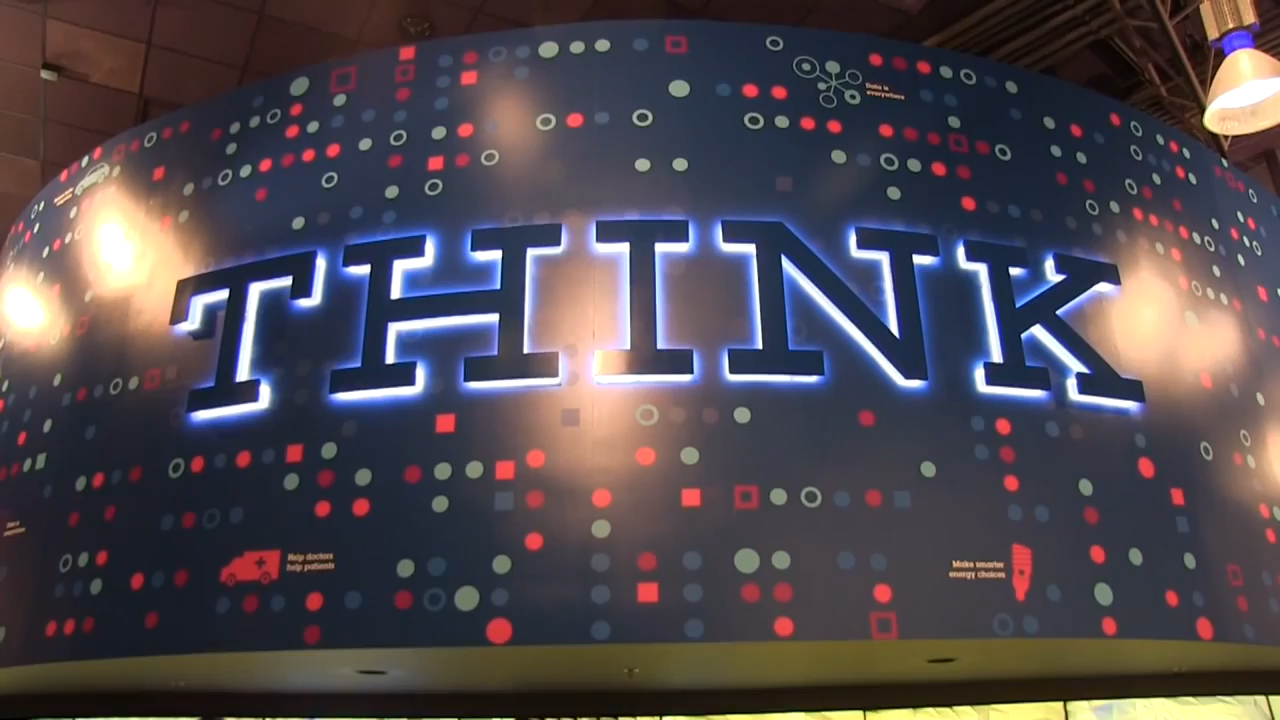 Data is
everywhere
THINK
Help doctors
help patients
Make smarter
energy choices